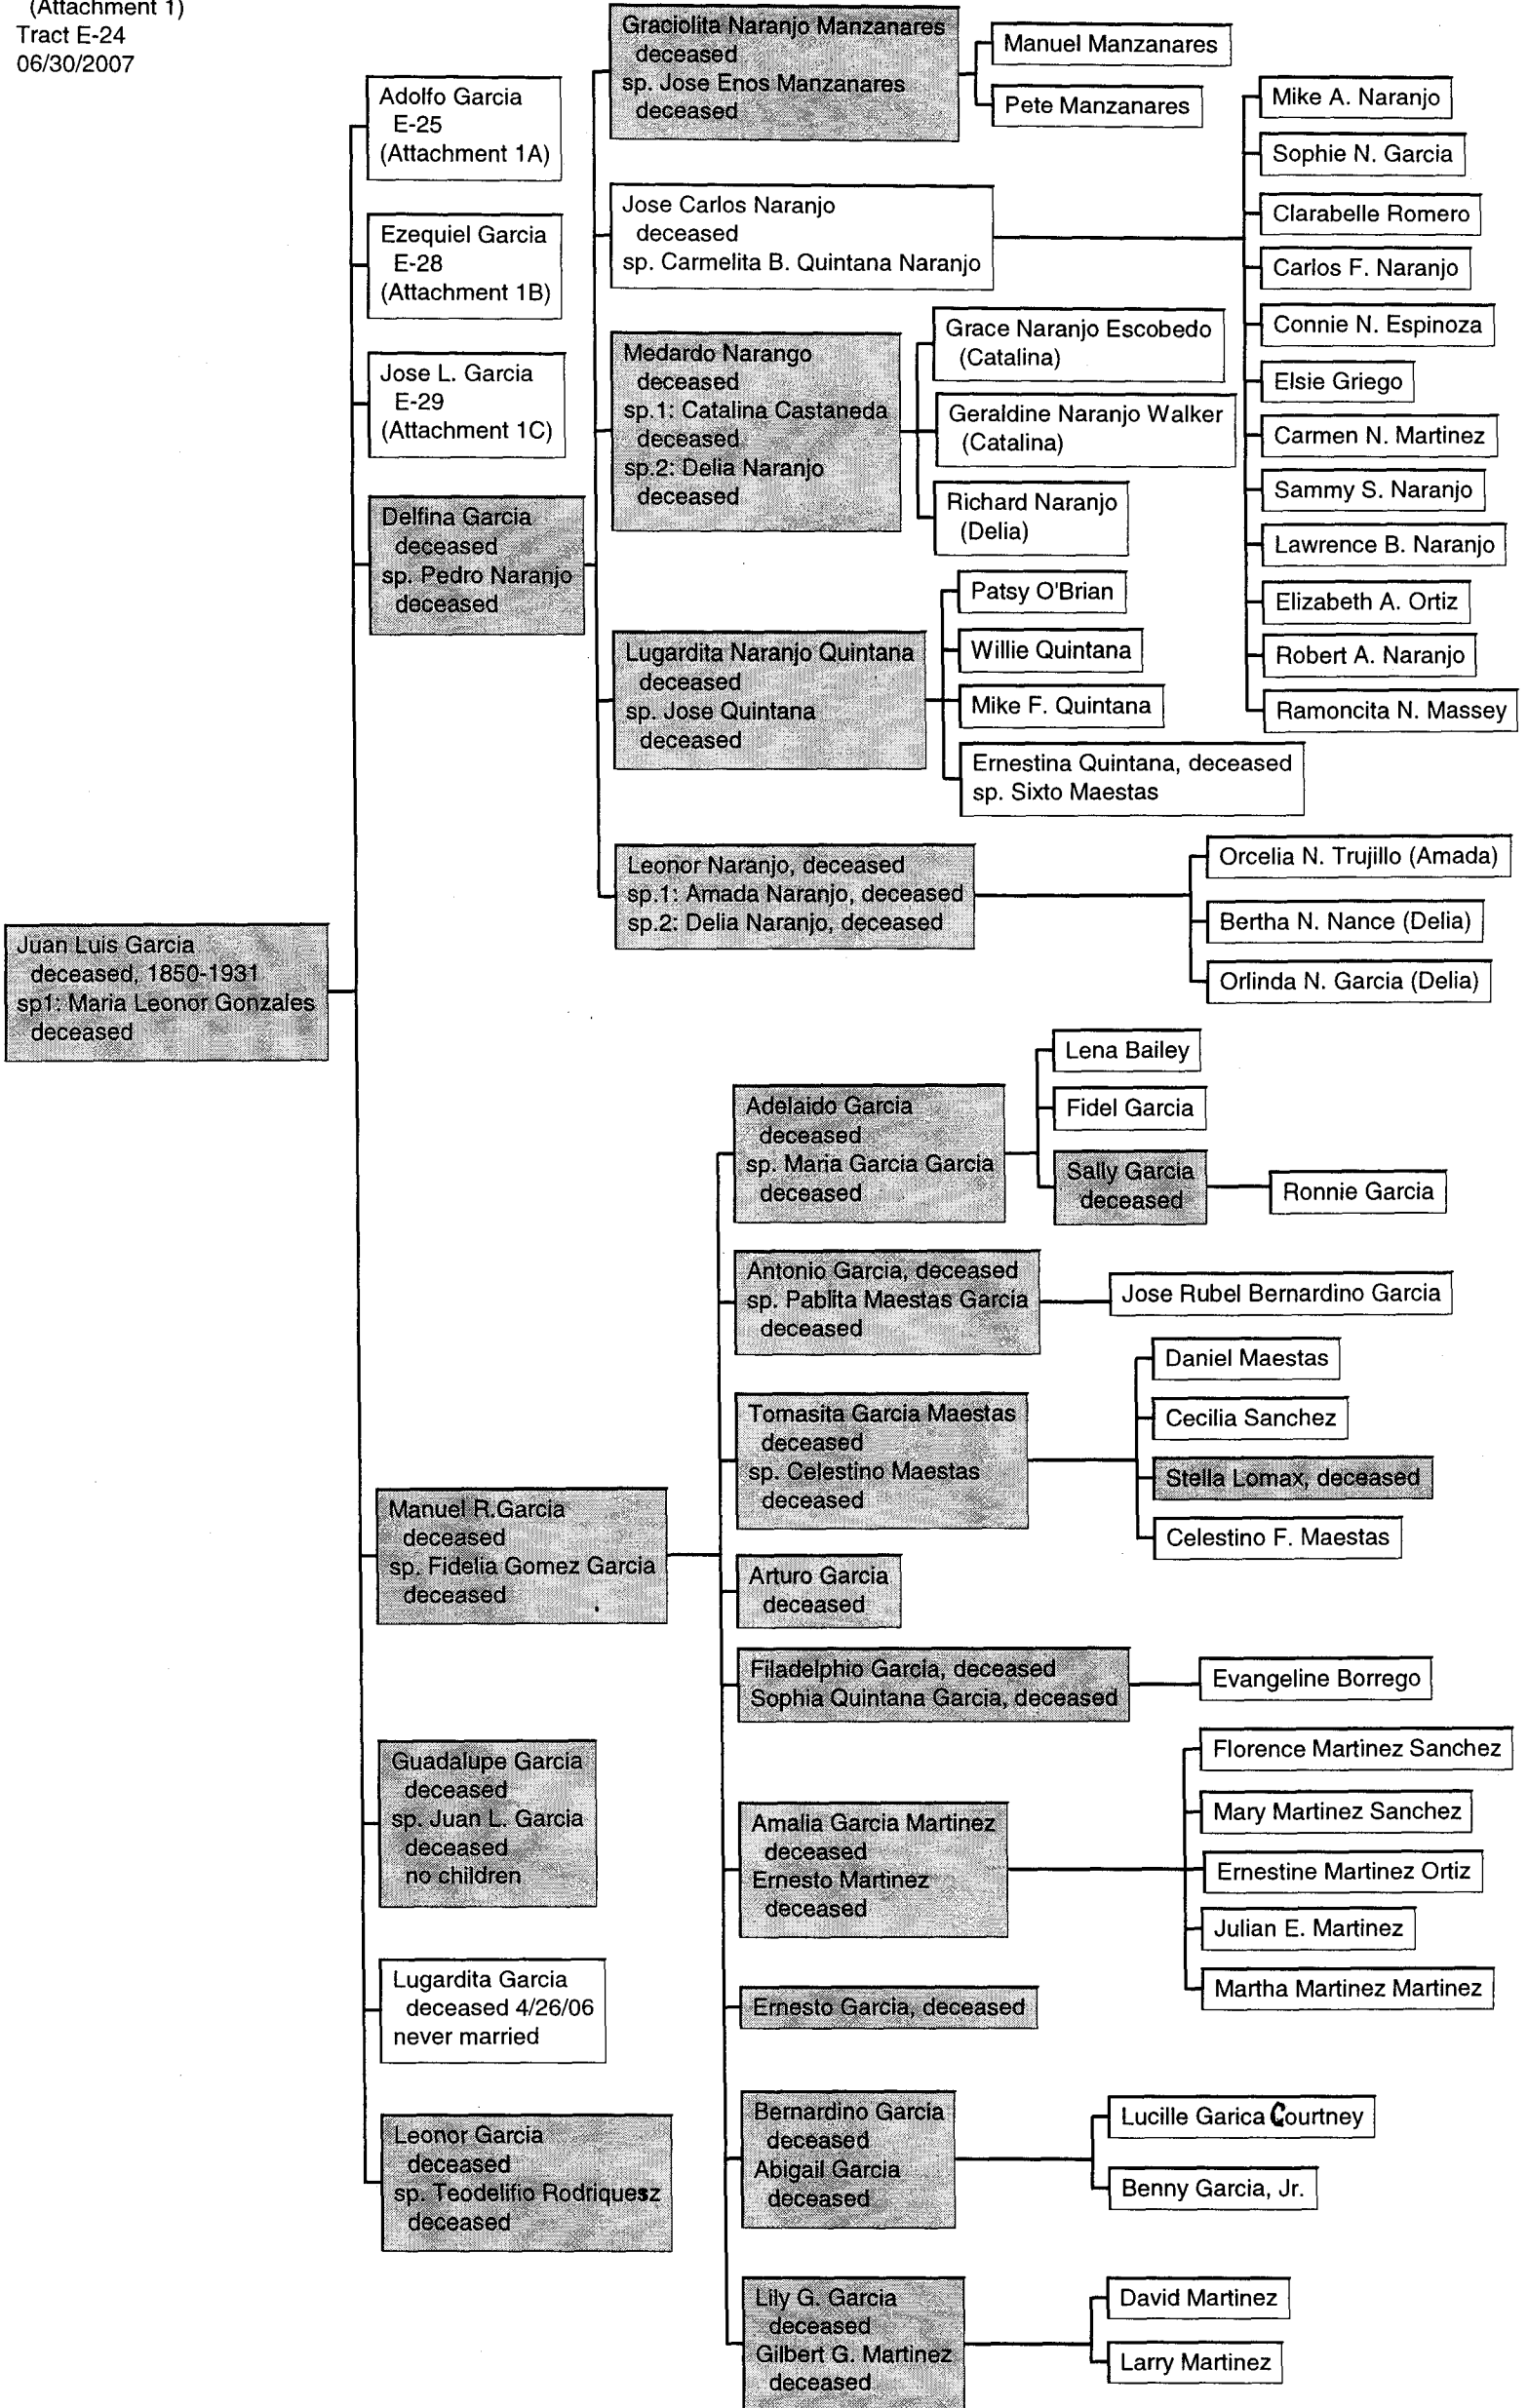 (Attachment 1)
Tract E-24
06/30/2007
Juan Luis Garcia
deceased, 1850-1931
sp1: Maria Leonor Gonzales
deceased
Adolfo Garcia
E-25
(Attachment 1A)
Ezequiel Garcia
E-28
(Attachment 1B)
Jose L. Garcia
E-29
(Attachment 1C)
Delfina Garcia
deceased
sp. Pedro Naranjo
deceased
Graciolita Naranjo Manzanares
deceased
sp. Jose Enos Manzanares
deceased
Manuel Manzanares
Pete Manzanares
Jose Carlos Naranjo
deceased
sp. Carmelita B. Quintana Naranjo
Mike A. Naranjo
Sophie N. Garcia
Clarabelle Romero
Carlos F. Naranjo
Connie N. Espinoza
Elsie Griego
Carmen N. Martinez
Sammy S. Naranjo
Lawrence B. Naranjo
Elizabeth A. Ortiz
Robert A. Naranjo
Ramoncita N. Massey
Medardo Narango
deceased
sp.1: Catalina Castaneda
deceased
sp.2: Delia Naranjo
deceased
Grace Naranjo Escobedo
(Catalina)
Geraldine Naranjo Walker
(Catalina)
Richard Naranjo
(Delia)
Lugardita Naranjo Quintana
deceased
sp. Jose Quintana
deceased
Patsy O'Brian
Willie Quintana
Mike F. Quintana
Ernestina Quintana, deceased
sp. Sixto Maestas
Leonor Naranjo, deceased
sp.1: Amada Naranjo, deceased
sp.2: Delia Naranjo, deceased
Orcelia N. Trujillo (Amada)
Bertha N. Nance (Delia)
Orlinda N. Garcia (Delia)
Manuel R.Garcia
deceased
sp. Fidelia Gomez Garcia
deceased
Adelaido Garcia
deceased
sp. Maria Garcia Garcia
deceased
Lena Bailey
Fidel Garcia
Sally Garcia
deceased
Ronnie Garcia
Antonio Garcia, deceased
sp. Pablita Maestas Garcia
deceased
Jose Rubel Bernardino Garcia
Tomasita Garcia Maestas
deceased
sp. Celestino Maestas
deceased
Daniel Maestas
Cecilia Sanchez
Stella Lomax, deceased
Celestino F. Maestas
Arturo Garcia
deceased
Filadelphio Garcia, deceased
Sophia Quintana Garcia, deceased
Evangeline Borrego
Amalia Garcia Martinez
deceased
Ernesto Martinez
deceased
Florence Martinez Sanchez
Mary Martinez Sanchez
Ernestine Martinez Ortiz
Julian E. Martinez
Martha Martinez Martinez
Ernesto Garcia, deceased
Bernardino Garcia
deceased
Abigail Garcia
deceased
Lucille Garica Courtney
Benny Garcia, Jr.
Lily G. Garcia
deceased
Gilbert G. Martinez
deceased
David Martinez
Larry Martinez
Guadalupe Garcia
deceased
sp. Juan L. Garcia
deceased
no children
Lugardita Garcia
deceased 4/26/06
never married
Leonor Garcia
deceased
sp. Teodelifio Rodriquesz
deceased